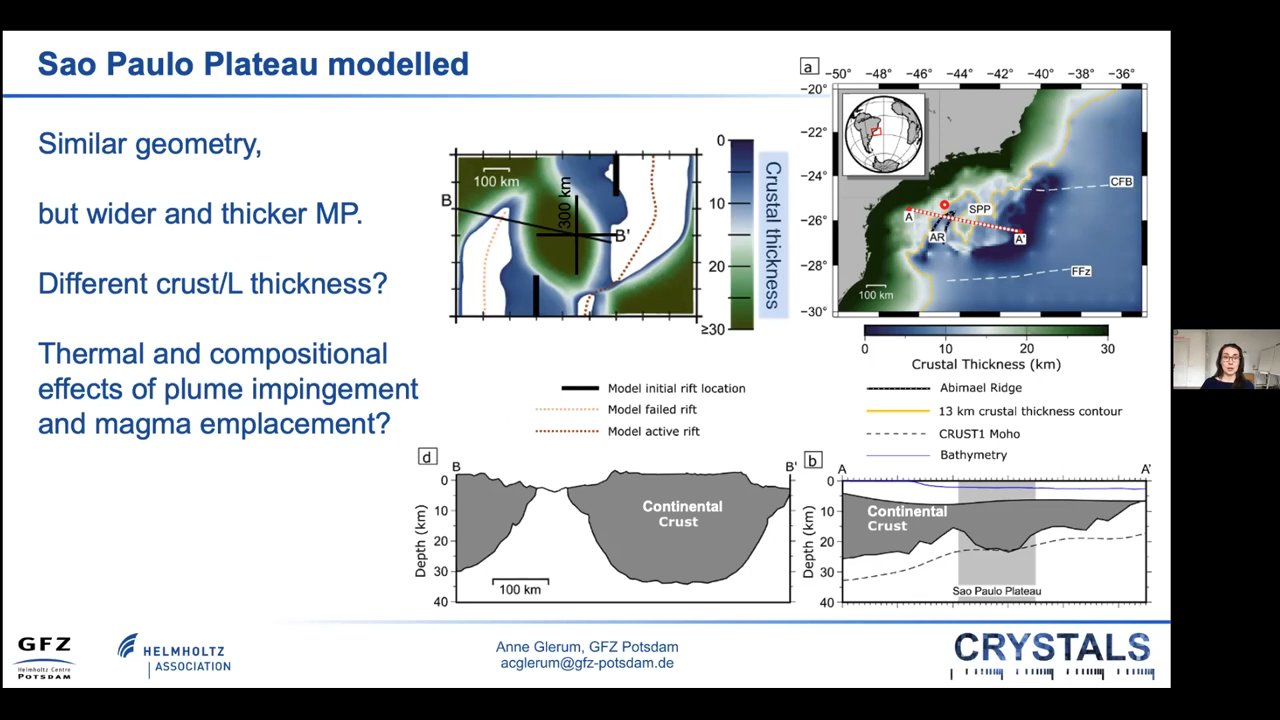 Sao Paulo Plateau modelled
Similar geometry,
but wider and thicker MP.
Different crust/L thickness?
Thermal and compositional
effects of plume impingement
and magma emplacement?
100 km
300 km
B
B'
0
10
20
≥30
Crustal thickness
Model initial rift location
Model failed rift
Model active rift
a
−50° −48° −46° −44° −42° −40° −38° −36°
−20°
−22°
−24°
−26°
−28°
−30°
CFB
SPP
A
AR
A'
FFz
100 km
0 10 20 30
Crustal Thickness (km)
Abimael Ridge
13 km crustal thickness contour
CRUST1 Moho
Bathymetry
d
B
B'
0
10
20
30
40
Depth (km)
Continental
Crust
100 km
b
A
A'
0
10
20
30
40
Depth (km)
Continental
Crust
Sao Paulo Plateau
GFZ
Helmholtz Centre
POTSDAM
HELMHOLTZ
ASSOCIATION
Anne Glerum, GFZ Potsdam
acglerum@gfz-potsdam.de
CRYSTALS